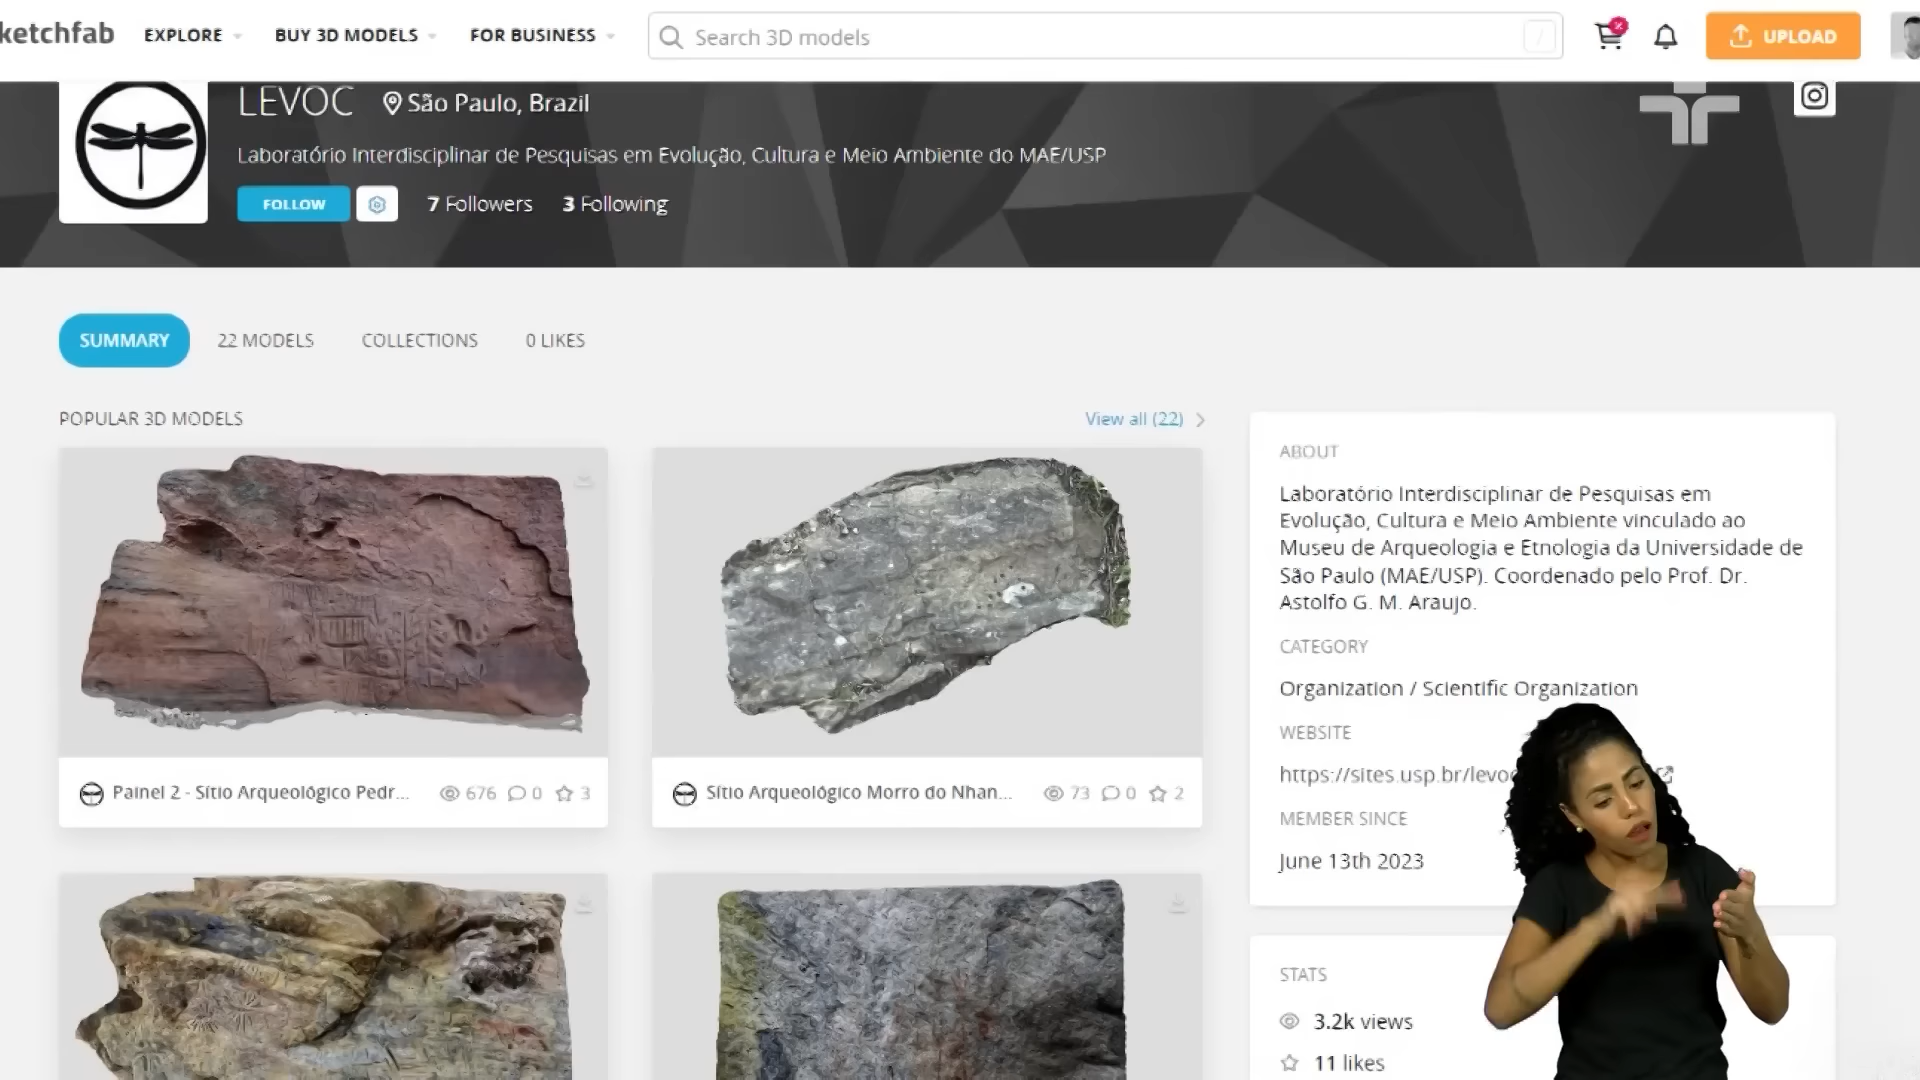 ketchfab EXPLORE BUY 3D MODELS FOR BUSINESS Search 3D models / UPLOAD
LEVOC São Paulo, Brazil
Laboratório Interdisciplinar de Pesquisas em Evolução, Cultura e Meio Ambiente do MAE/USP
FOLLOW 7 Followers 3 Following
SUMMARY 22 MODELS COLLECTIONS 0 LIKES
POPULAR 3D MODELS View all (22)
Painel 2 - Sítio Arqueológico Pedr... 676 0 3
Sítio Arqueológico Morro do Nhan... 73 0 2
ABOUT
Laboratório Interdisciplinar de Pesquisas em
Evolução, Cultura e Meio Ambiente vinculado ao
Museu de Arqueologia e Etnologia da Universidade de
São Paulo (MAE/USP). Coordenado pelo Prof. Dr.
Astolfo G. M. Araujo.
CATEGORY
Organization / Scientific Organization
WEBSITE
https://sites.usp.br/levoc
MEMBER SINCE
June 13th 2023
STATS
3.2k views
11 likes